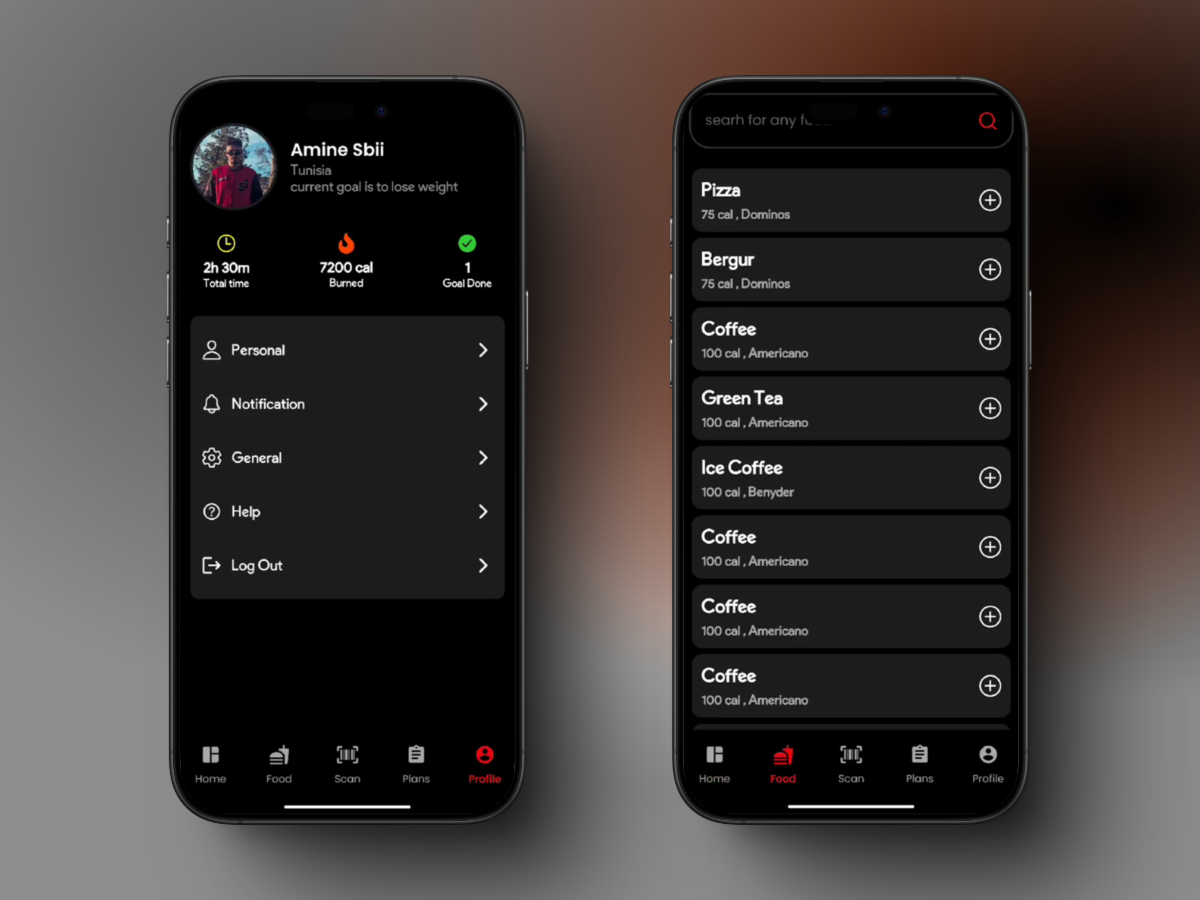 Amine Sbii
Tunisia
current goal is to lose weight
2h 30m
Total time
7200 cal
Burned
1
Goal Done
Personal
Notification
General
Help
Log Out
Home
Food
Scan
Plans
Profile
searh for any
Pizza
75 cal , Dominos
Bergur
75 cal , Dominos
Coffee
100 cal , Americano
Green Tea
100 cal , Americano
Ice Coffee
100 cal , Benyder
Coffee
100 cal , Americano
Coffee
100 cal , Americano
Coffee
100 cal , Americano
Home
Food
Scan
Plans
Profile